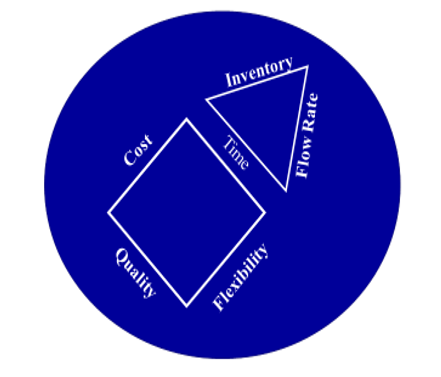 Inventory
Cost
Time
Flow Rate
Quality
Flexibility